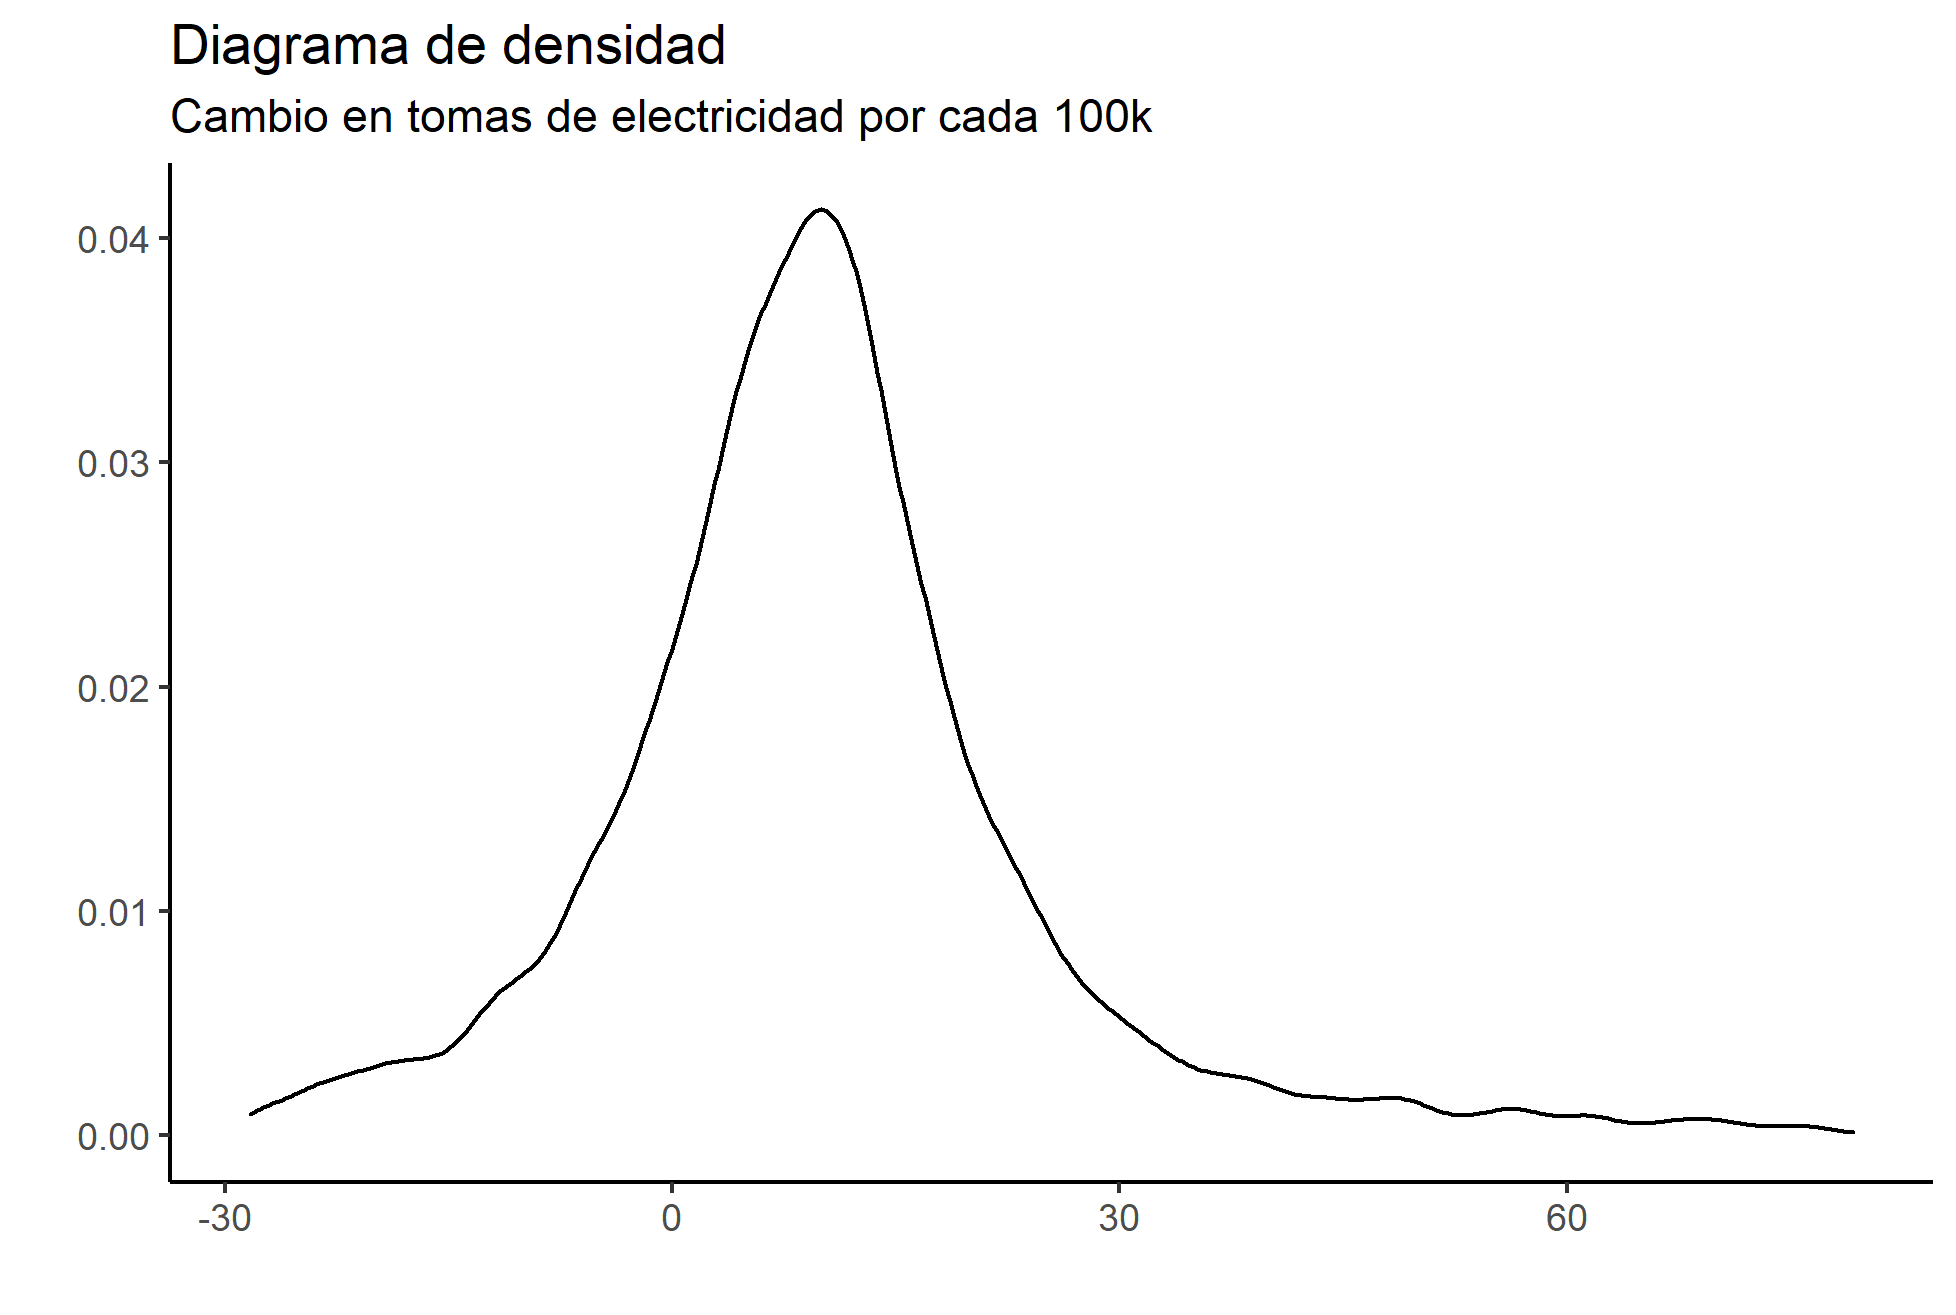 Diagrama de densidad
Cambio en tomas de electricidad por cada 100k
0.04
0.03
0.02
0.01
0.00
-30 0 30 60